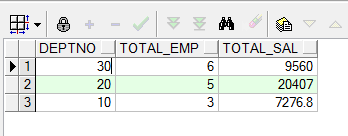 DEPTNO TOTAL_EMP TOTAL_SAL
1 30 6 9560
2 20 5 20407
3 10 3 7276.8